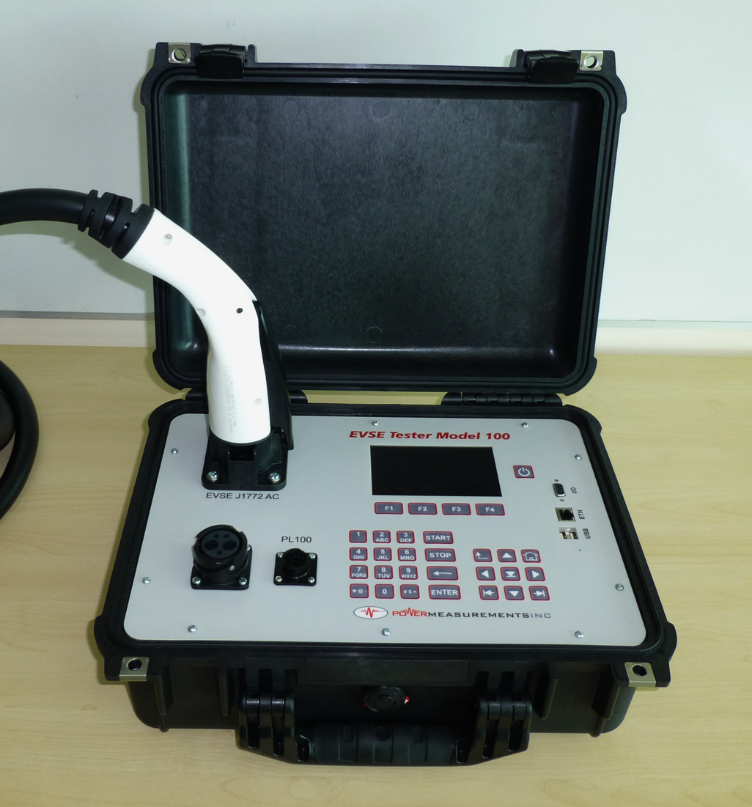 EVSE Tester Model 100
EVSE J1772 AC
PL100
F1 F2 F3 F4
I/O
ETH
USB
1 2 ABC 3 DEF START
4 GHI 5 JKL 6 MNO STOP
7 PQRS 8 TUV 9 WXYZ
0 ENTER
POWERMEASUREMENTSINC